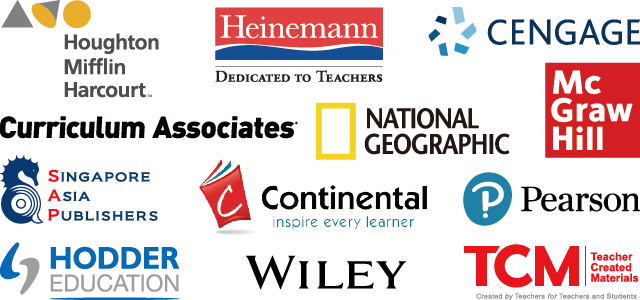 Houghton
Mifflin
Harcourt™
Heinemann
DEDICATED TO TEACHERS
CENGAGE
Curriculum Associates®
NATIONAL
GEOGRAPHIC
Mc
Graw
Hill
SINGAPORE
ASIA
PUBLISHERS
C
Continental
inspire every learner
P
Pearson
HODDER
EDUCATION
WILEY
TCM
Teacher
Created
Materials
Created by Teachers for Teachers and Students